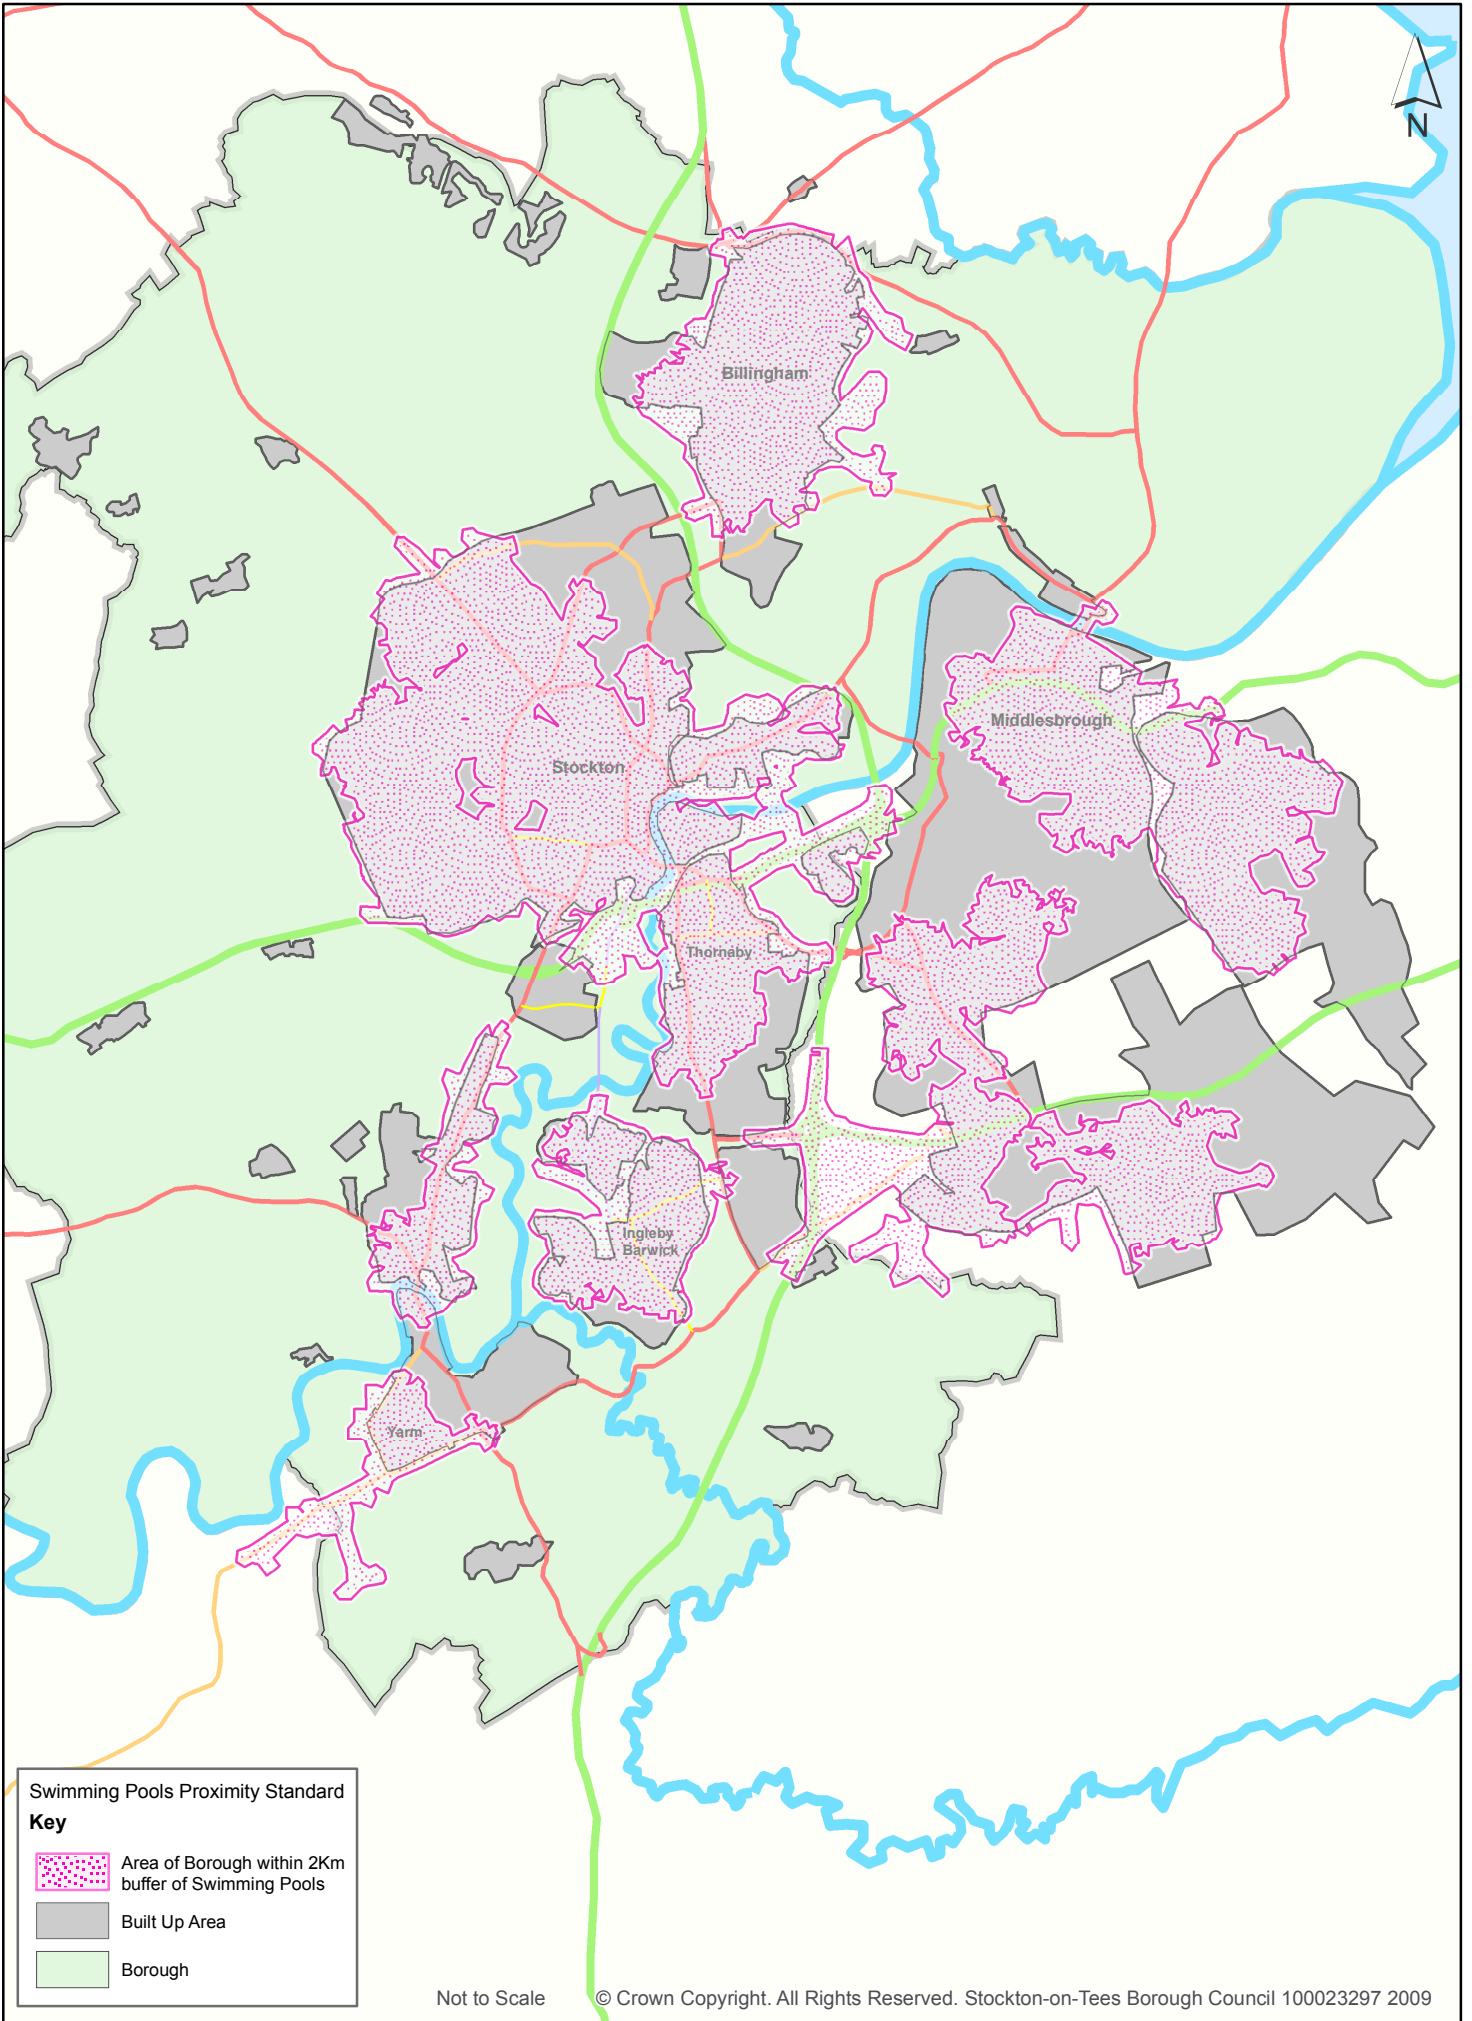 N
Billingham
Middlesbrough
Stockton
Thornaby
Ingleby
Barwick
Yarm
Swimming Pools Proximity Standard
Key
Area of Borough within 2Km
buffer of Swimming Pools
Built Up Area
Borough
Not to Scale
© Crown Copyright. All Rights Reserved. Stockton-on-Tees Borough Council 100023297 2009